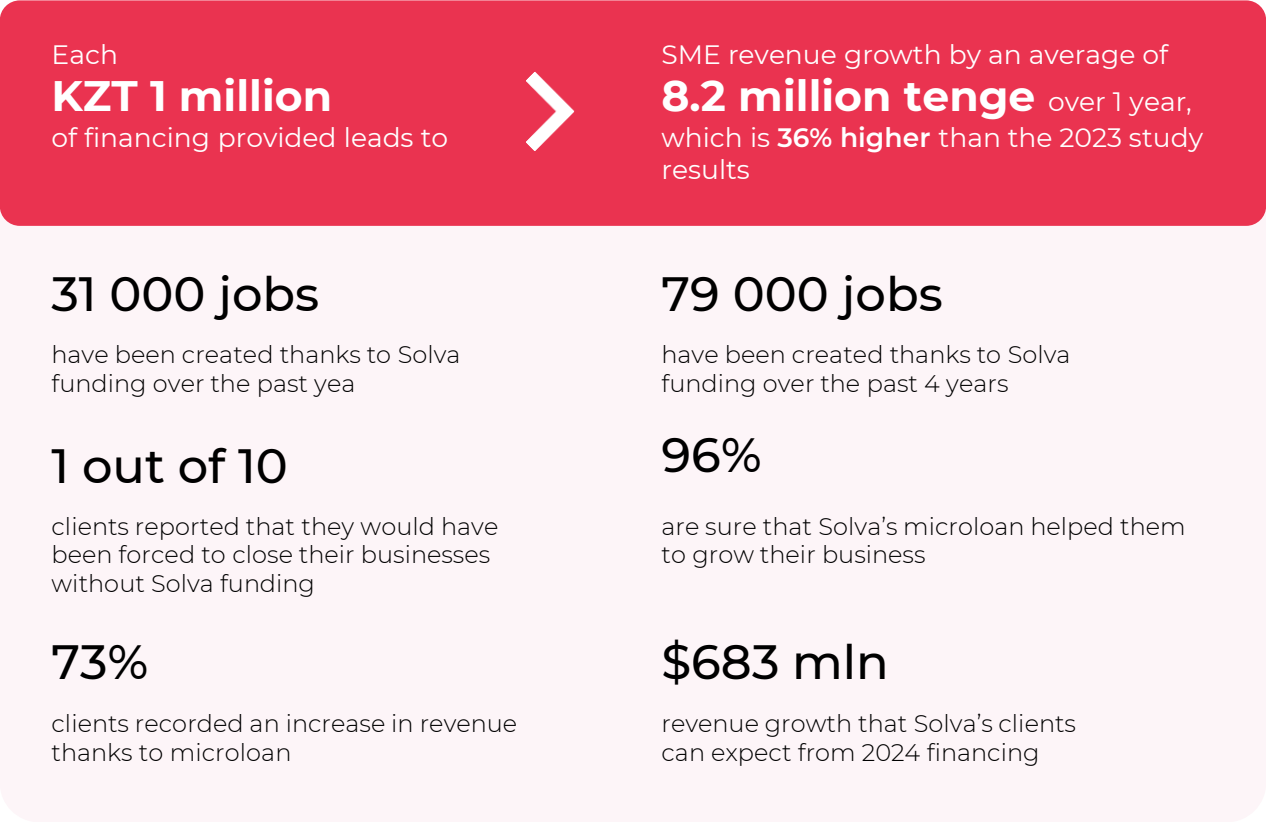 Each
KZT 1 million
of financing provided leads to
SME revenue growth by an average of
8.2 million tenge over 1 year,
which is 36% higher than the 2023 study
results
31 000 jobs
have been created thanks to Solva
funding over the past yea
79 000 jobs
have been created thanks to Solva
funding over the past 4 years
1 out of 10
clients reported that they would have
been forced to close their businesses
without Solva funding
96%
are sure that Solva’s microloan helped them
to grow their business
73%
clients recorded an increase in revenue
thanks to microloan
$683 mln
revenue growth that Solva’s clients
can expect from 2024 financing